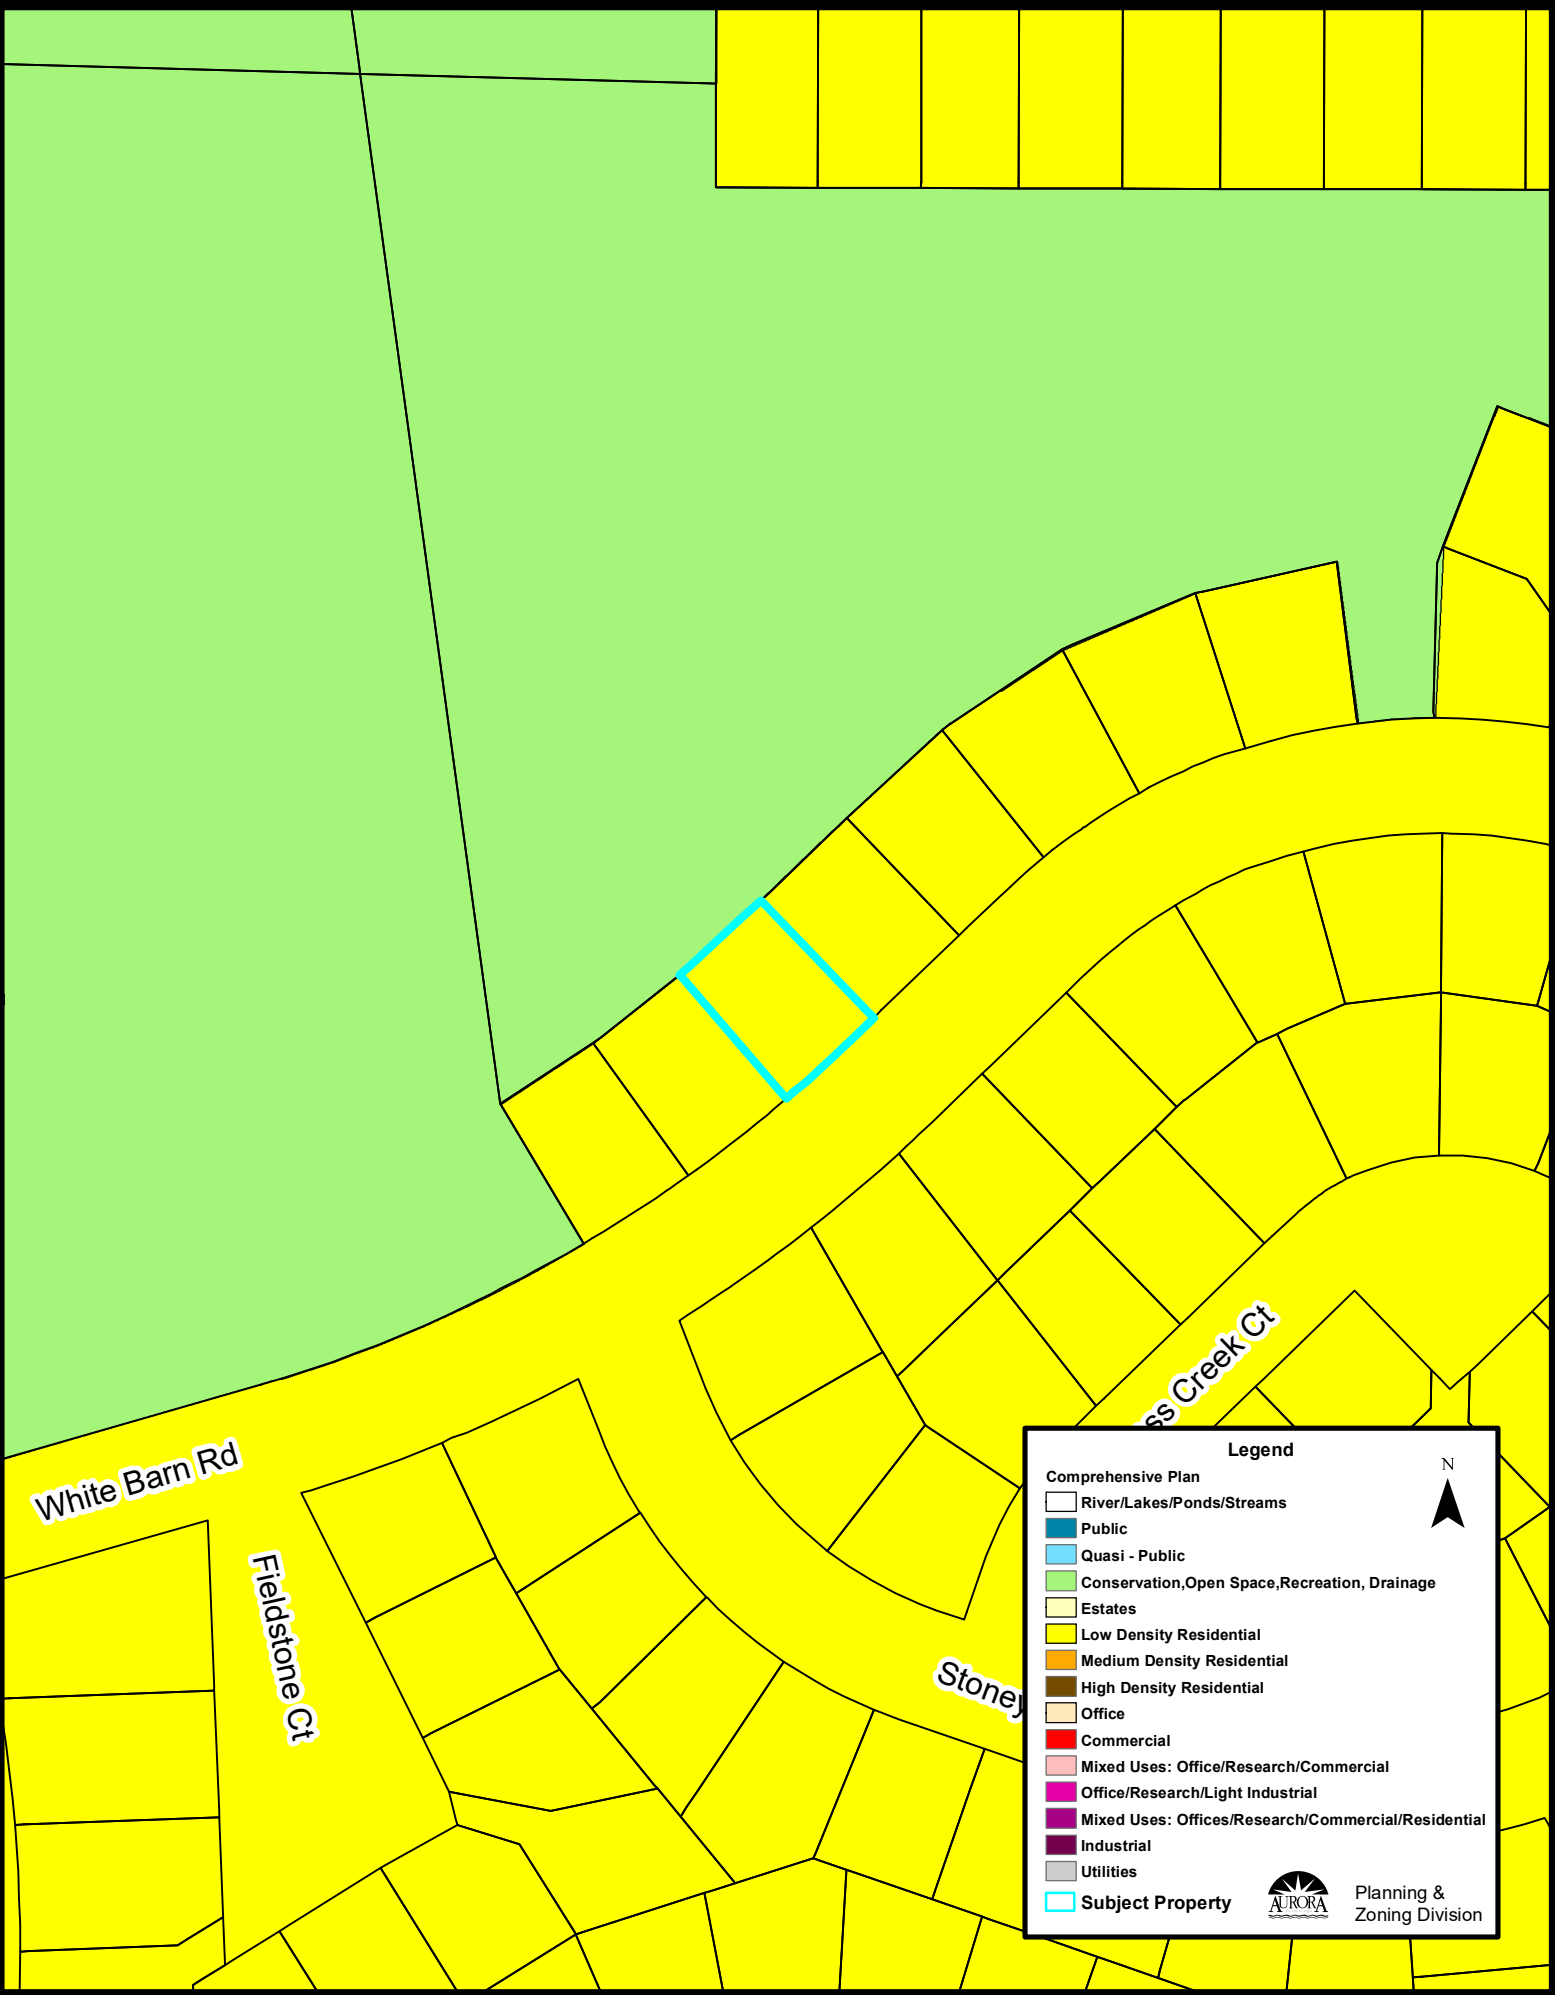 ss Creek Ct
White Barn Rd
Fieldstone Ct
Stoney
Legend
Comprehensive Plan
N
River/Lakes/Ponds/Streams
Public
Quasi - Public
Conservation,Open Space,Recreation, Drainage
Estates
Low Density Residential
Medium Density Residential
High Density Residential
Office
Commercial
Mixed Uses: Office/Research/Commercial
Office/Research/Light Industrial
Mixed Uses: Offices/Research/Commercial/Residential
Industrial
Utilities
Subject Property
AURORA
Planning &
Zoning Division